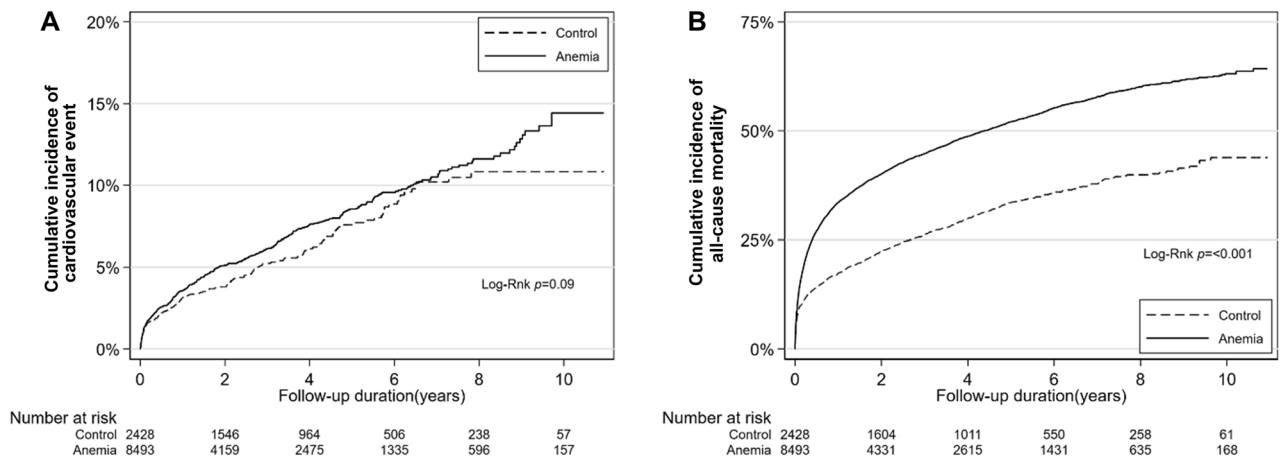 A
Cumulative incidence of
cardiovascular event
20%
15%
10%
5%
0%
Control
Anemia
Log-Rnk p=0.09
0 2 4 6 8 10
Follow-up duration(years)
Number at risk
Control 2428 1546 964 506 238 57
Anemia 8493 4159 2475 1335 596 157
B
Cumulative incidence of
all-cause mortality
75%
50%
25%
0%
Log-Rnk p=<0.001
Control
Anemia
0 2 4 6 8 10
Follow-up duration(years)
Number at risk
Control 2428 1604 1011 550 258 61
Anemia 8493 4331 2615 1431 635 168